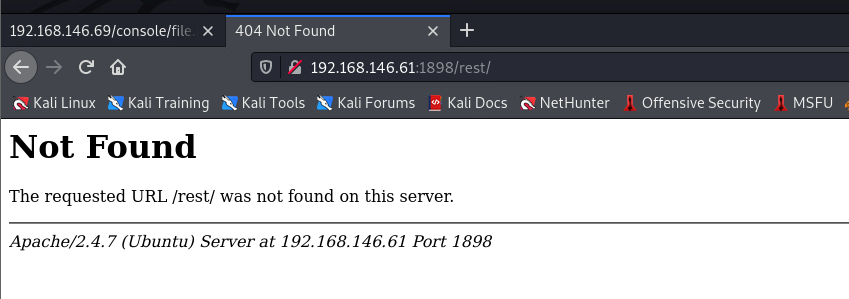 192.168.146.69/console/file.
404 Not Found
192.168.146.61:1898/rest/
Kali Linux Kali Training Kali Tools Kali Forums Kali Docs NetHunter Offensive Security MSFU
Not Found
The requested URL /rest/ was not found on this server.
Apache/2.4.7 (Ubuntu) Server at 192.168.146.61 Port 1898